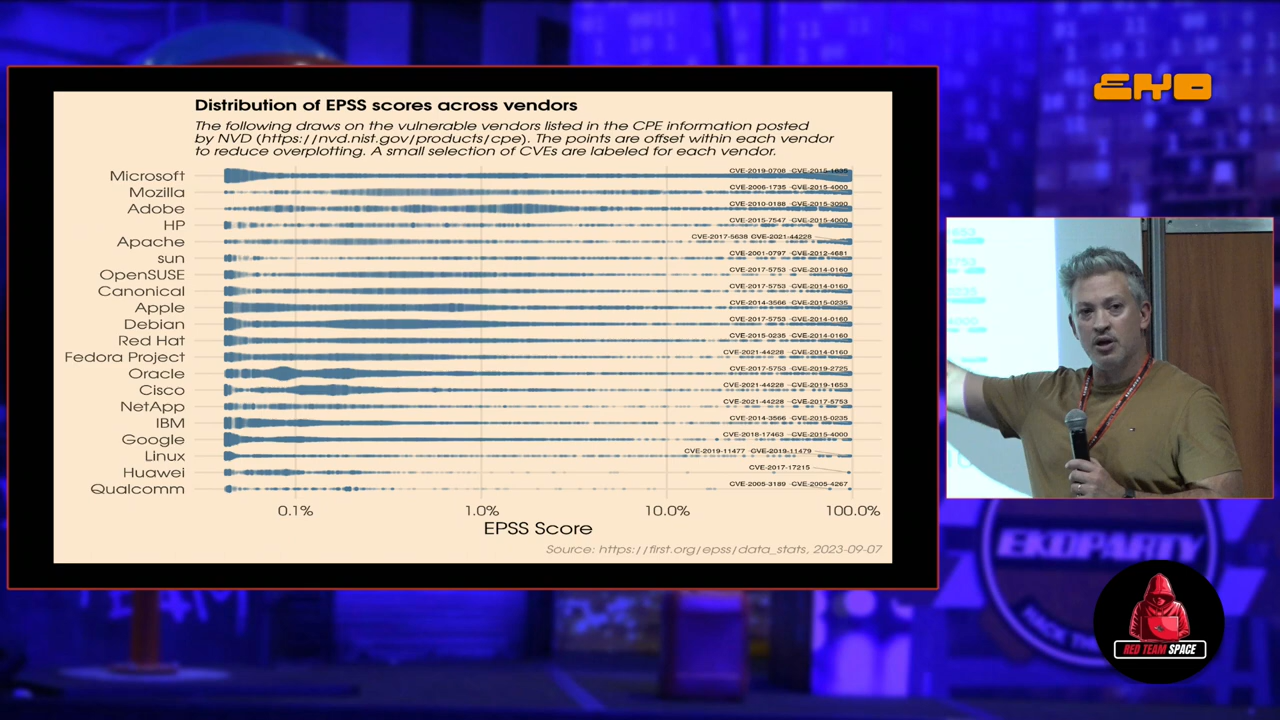 Distribution of EPSS scores across vendors
The following draws on the vulnerable vendors listed in the CPE information posted
by NVD (https://nvd.nist.gov/products/cpe). The points are offset within each vendor
to reduce overplotting. A small selection of CVEs are labeled for each vendor.
Microsoft CVE-2019-0708 CVE-2015-1635
Mozilla CVE-2006-1735 CVE-2015-4000
Adobe CVE-2010-0188 CVE-2015-3090
HP CVE-2015-7547 CVE-2015-4000
Apache CVE-2017-5638 CVE-2021-44228
sun CVE-2001-0797 CVE-2012-4681
OpenSUSE CVE-2017-5753 CVE-2014-0160
Canonical CVE-2017-5753 CVE-2014-0160
Apple CVE-2014-3566 CVE-2015-0235
Debian CVE-2017-5753 CVE-2014-0160
Red Hat CVE-2015-0235 CVE-2014-0160
Fedora Project CVE-2021-44228 CVE-2014-0160
Oracle CVE-2017-5753 CVE-2019-2725
Cisco CVE-2021-44228 CVE-2019-1653
NetApp CVE-2021-44228 CVE-2017-5753
IBM CVE-2014-3566 CVE-2015-0235
Google CVE-2018-17463 CVE-2015-4000
Linux CVE-2019-11477 CVE-2019-11479
Huawei CVE-2017-17215
Qualcomm CVE-2005-3189 CVE-2005-4267
0.1% 1.0% 10.0% 100.0%
EPSS Score
Source: https://first.org/epss/data_stats, 2023-09-07
EKO
EKOPARTY
RED TEAM SPACE